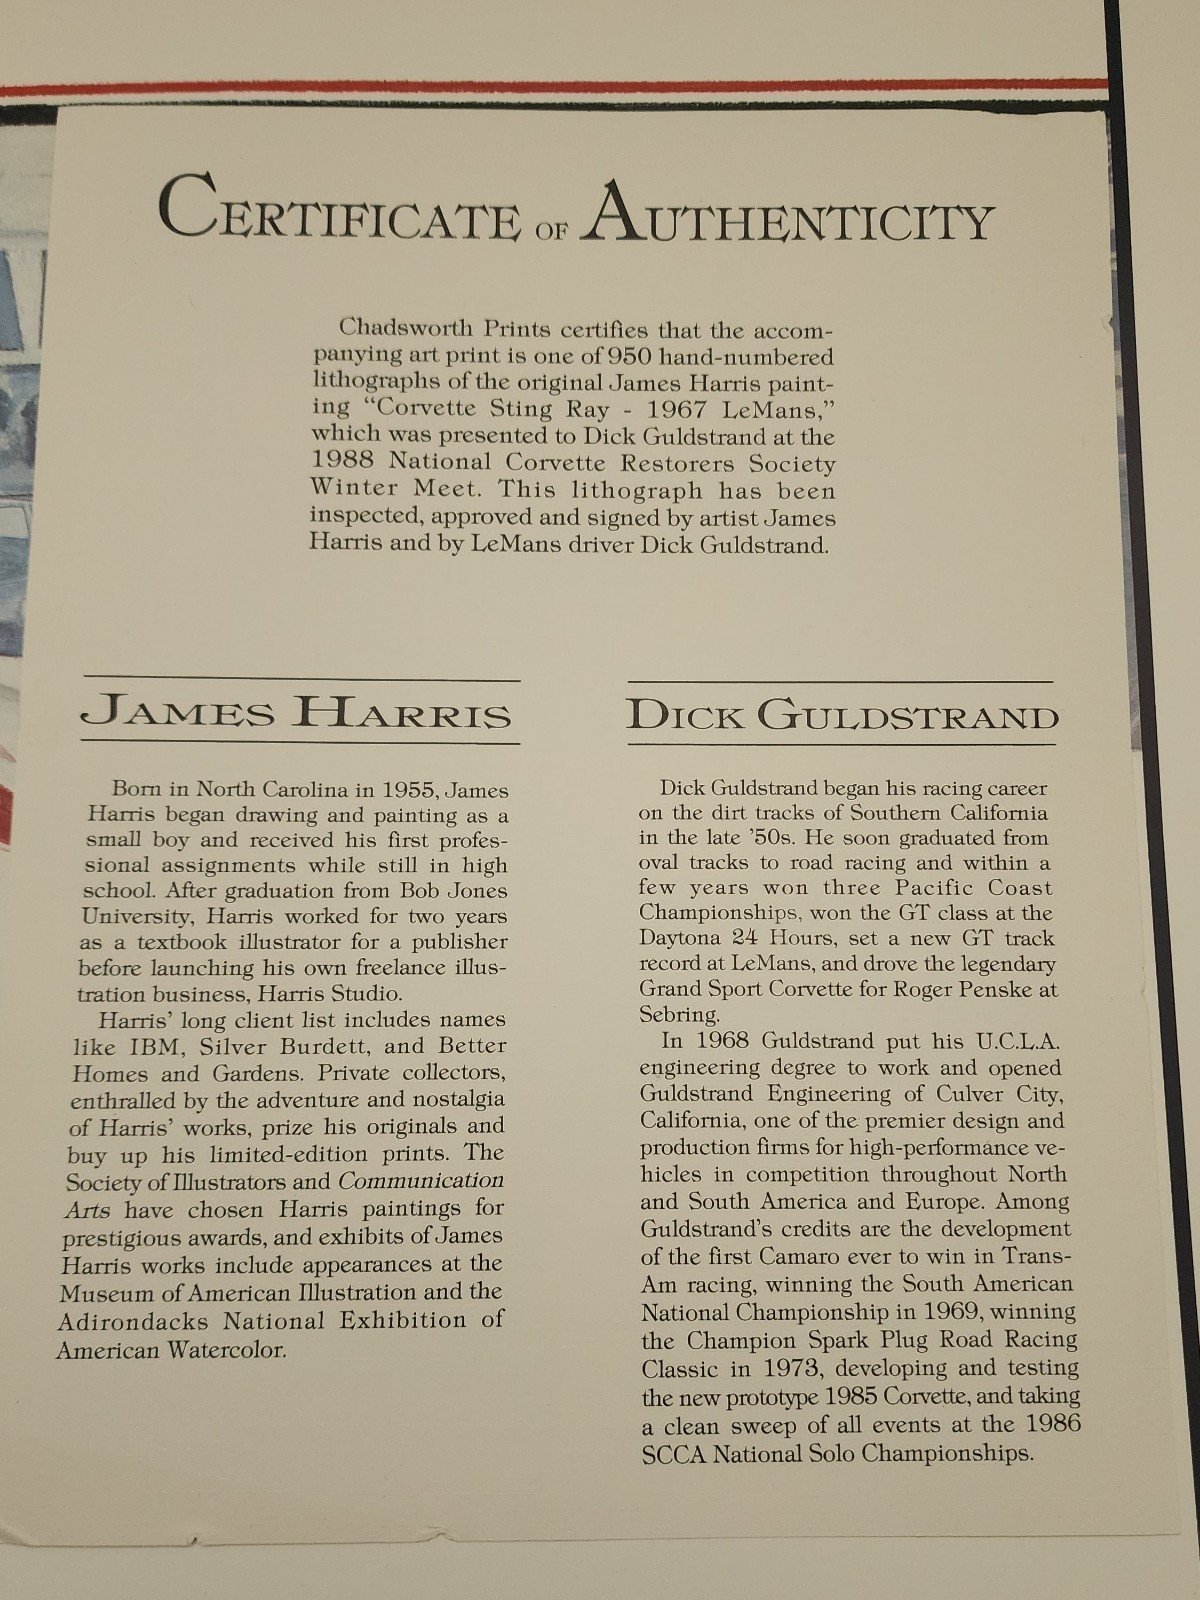 CERTIFICATE OF AUTHENTICITY
Chadsworth Prints certifies that the accom-
panying art print is one of 950 hand-numbered
lithographs of the original James Harris paint-
ing “Corvette Sting Ray - 1967 LeMans,”
which was presented to Dick Guldstrand at the
1988 National Corvette Restorers Society
Winter Meet. This lithograph has been
inspected, approved and signed by artist James
Harris and by LeMans driver Dick Guldstrand.
JAMES HARRIS
Born in North Carolina in 1955, James
Harris began drawing and painting as a
small boy and received his first profes-
sional assignments while still in high
school. After graduation from Bob Jones
University, Harris worked for two years
as a textbook illustrator for a publisher
before launching his own freelance illus-
tration business, Harris Studio.
Harris’ long client list includes names
like IBM, Silver Burdett, and Better
Homes and Gardens. Private collectors,
enthralled by the adventure and nostalgia
of Harris’ works, prize his originals and
buy up his limited-edition prints. The
Society of Illustrators and Communication
Arts have chosen Harris paintings for
prestigious awards, and exhibits of James
Harris works include appearances at the
Museum of American Illustration and the
Adirondacks National Exhibition of
American Watercolor.
DICK GULDSTRAND
Dick Guldstrand began his racing career
on the dirt tracks of Southern California
in the late ’50s. He soon graduated from
oval tracks to road racing and within a
few years won three Pacific Coast
Championships, won the GT class at the
Daytona 24 Hours, set a new GT track
record at LeMans, and drove the legendary
Grand Sport Corvette for Roger Penske at
Sebring.
In 1968 Guldstrand put his U.C.L.A.
engineering degree to work and opened
Guldstrand Engineering of Culver City,
California, one of the premier design and
production firms for high-performance ve-
hicles in competition throughout North
and South America and Europe. Among
Guldstrand’s credits are the development
of the first Camaro ever to win in Trans-
Am racing, winning the South American
National Championship in 1969, winning
the Champion Spark Plug Road Racing
Classic in 1973, developing and testing
the new prototype 1985 Corvette, and taking
a clean sweep of all events at the 1986
SCCA National Solo Championships.